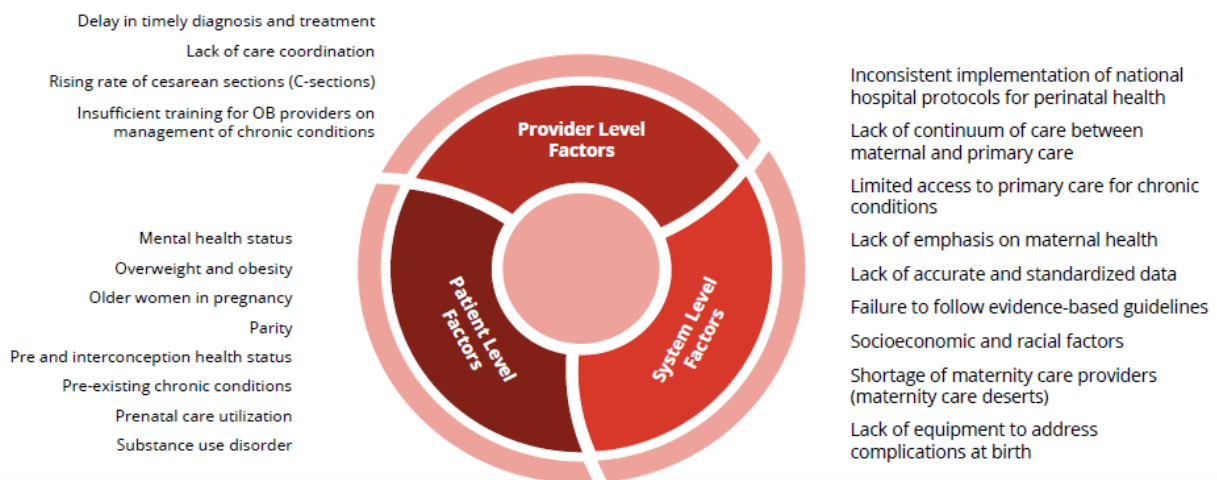 Delay in timely diagnosis and treatment
Lack of care coordination
Rising rate of cesarean sections (C-sections)
Insufficient training for OB providers on
management of chronic conditions
Provider Level
Factors
Mental health status
Overweight and obesity
Older women in pregnancy
Parity
Pre and interconception health status
Pre-existing chronic conditions
Prenatal care utilization
Substance use disorder
Patient Level
Factors
System Level
Factors
Inconsistent implementation of national
hospital protocols for perinatal health
Lack of continuum of care between
maternal and primary care
Limited access to primary care for chronic
conditions
Lack of emphasis on maternal health
Lack of accurate and standardized data
Failure to follow evidence-based guidelines
Socioeconomic and racial factors
Shortage of maternity care providers
(maternity care deserts)
Lack of equipment to address
complications at birth